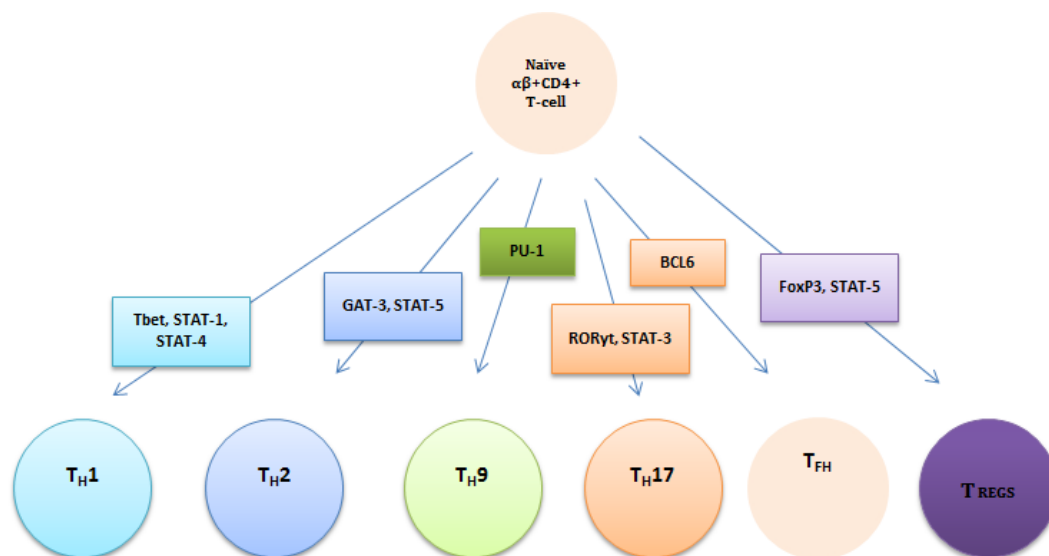 Naïve
αβ+CD4+
T-cell
PU-1
BCL6
FoxP3, STAT-5
GAT-3, STAT-5
Tbet, STAT-1,
STAT-4
RORγt, STAT-3
TH1
TH2
TH9
TH17
TFH
T REGS